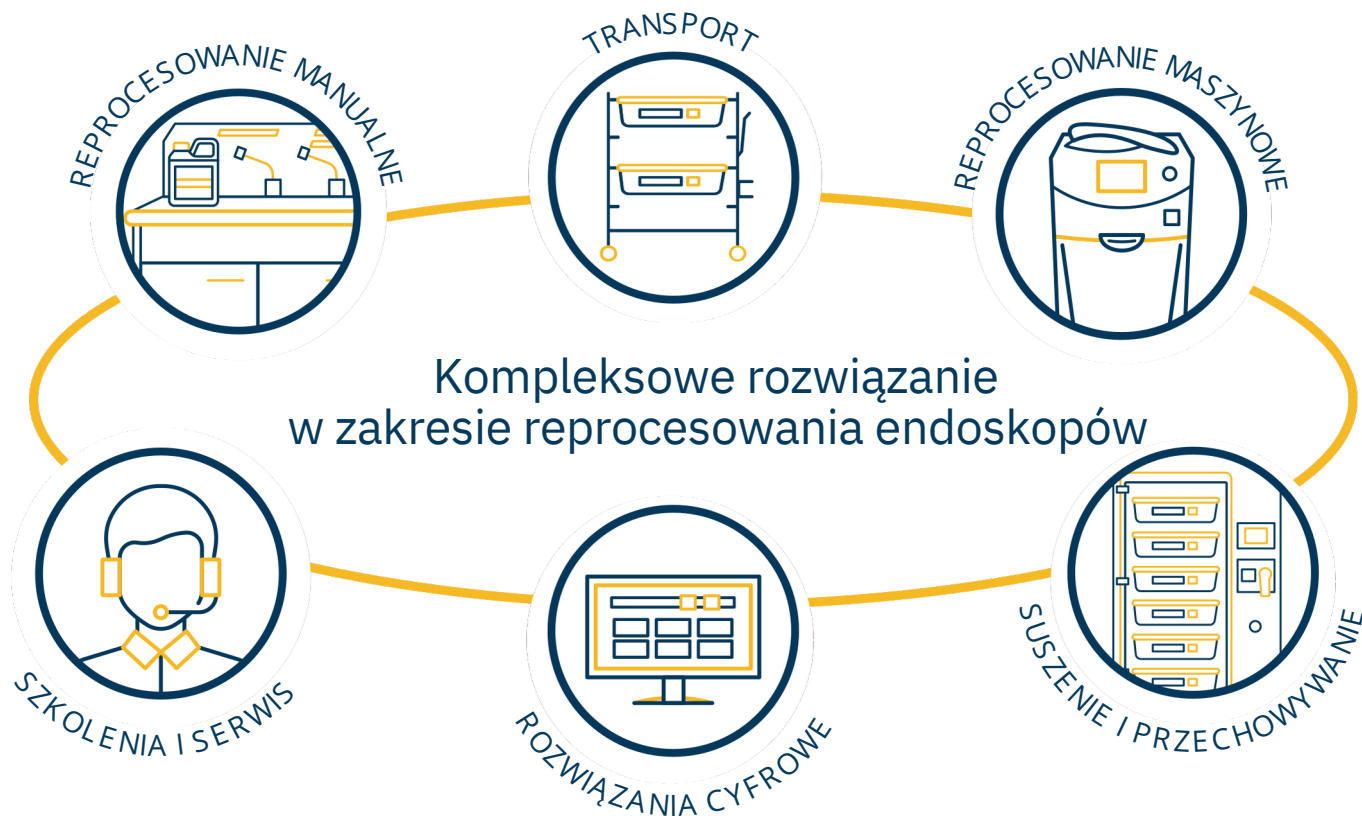 REPROCESOWANIE MANUALNE
TRANSPORT
REPROCESOWANIE MASZYNOWE
Kompleksowe rozwiązanie
w zakresie reprocesowania endoskopów
SZKOLENIA I SERWIS
ROZWIĄZANIA CYFROWE
SUSZENIE I PRZECHOWYWANIE